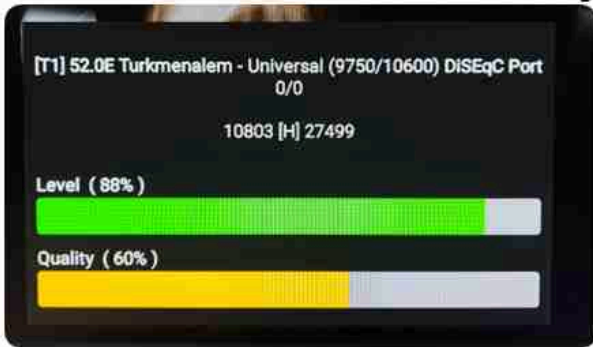 [T1] 52.0E Turkmenalem - Universal (9750/10600) DiSEqC Port
0/0
10803 [H] 27499
Level ( 88% )
Quality ( 60% )